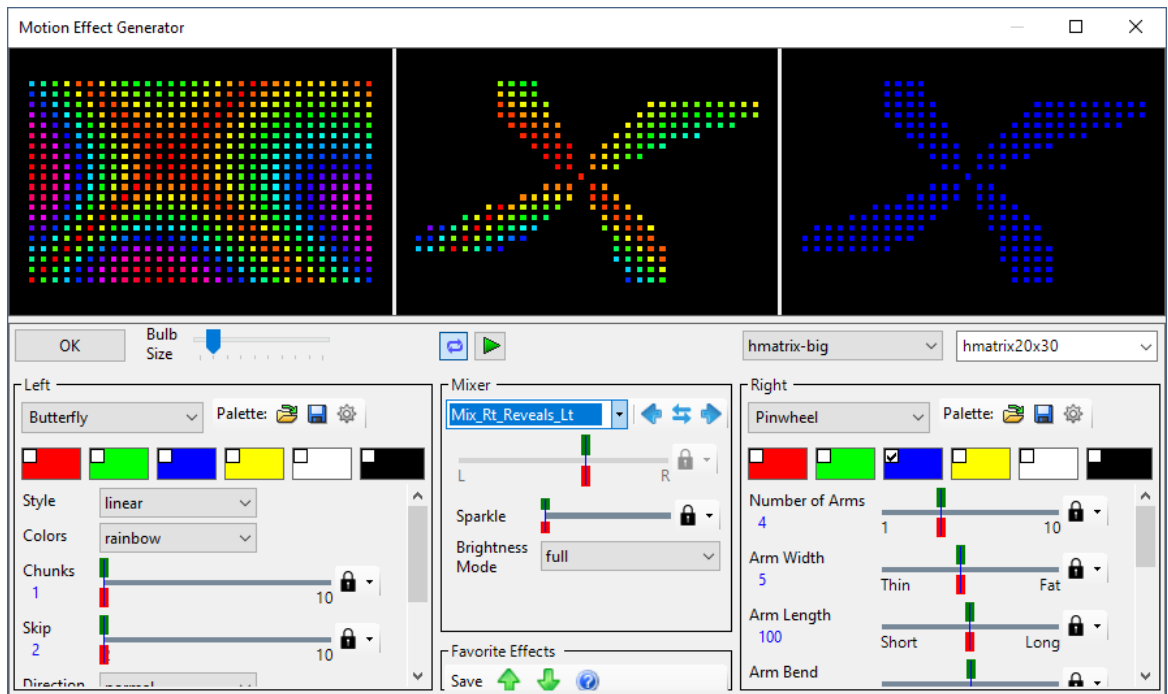 Motion Effect Generator
OK
Bulb
Size
hmatrix-big
hmatrix20x30
Left
Butterfly
Palette:
Style
linear
Colors
rainbow
Chunks
1
10
Skip
2
10
Direction
normal
Mixer
Mix_Rt_Reveals_Lt
L R
Sparkle
Brightness
Mode
full
Favorite Effects
Save
Right
Pinwheel
Palette:
Number of Arms
4
1 10
Arm Width
5
Thin Fat
Arm Length
100
Short Long
Arm Bend